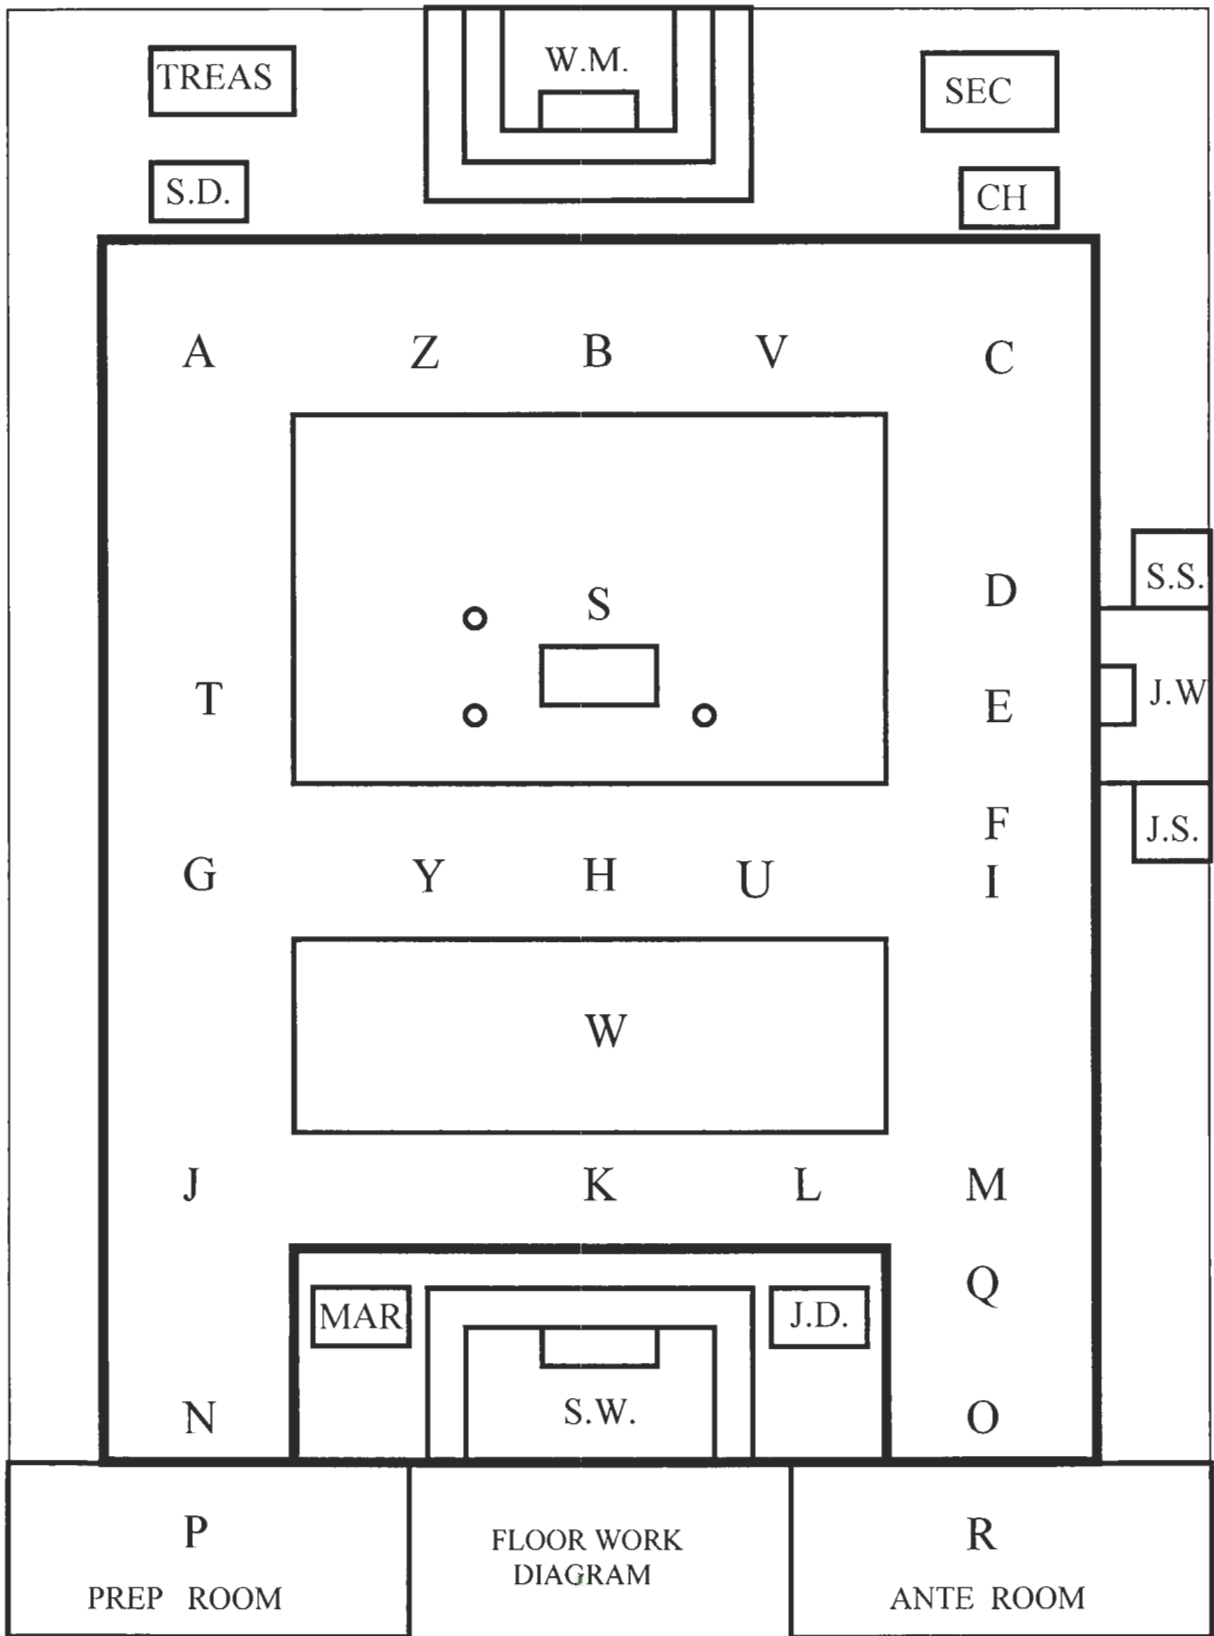 W.M.
TREAS
SEC
S.D.
CH
A Z B V C
S.S.
D
S
J.W
T
E
J.S.
F
G Y H U I
W
J K L M
Q
MAR
J.D.
S.W.
N
O
P
R
FLOOR WORK
DIAGRAM
PREP ROOM
ANTE ROOM